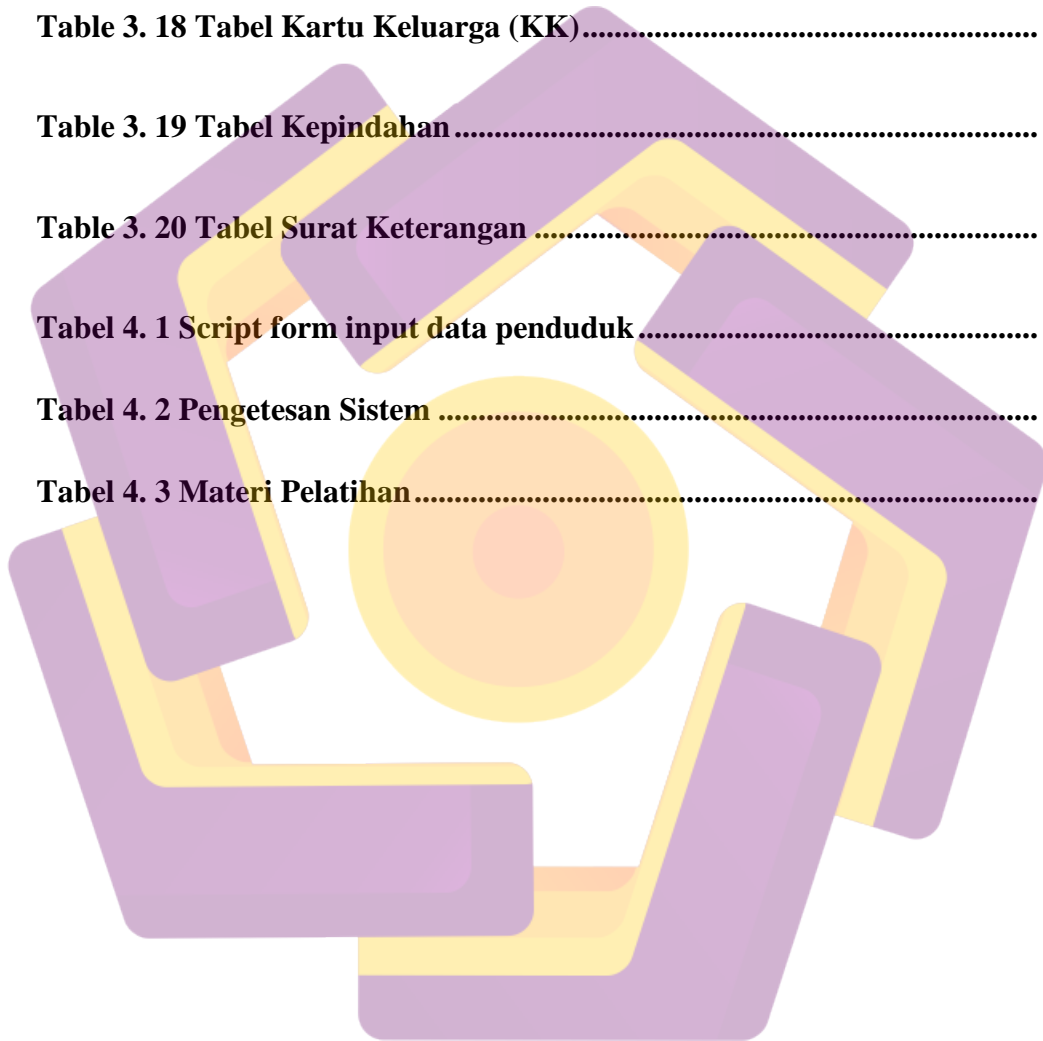 Table 3. 18 Tabel Kartu Keluarga (KK)..........................................................
Table 3. 19 Tabel Kepindahan..........................................................................
Table 3. 20 Tabel Surat Keterangan ................................................................
Tabel 4. 1 Script form input data penduduk...................................................
Tabel 4. 2 Pengetesan Sistem ............................................................................
Tabel 4. 3 Materi Pelatihan...............................................................................